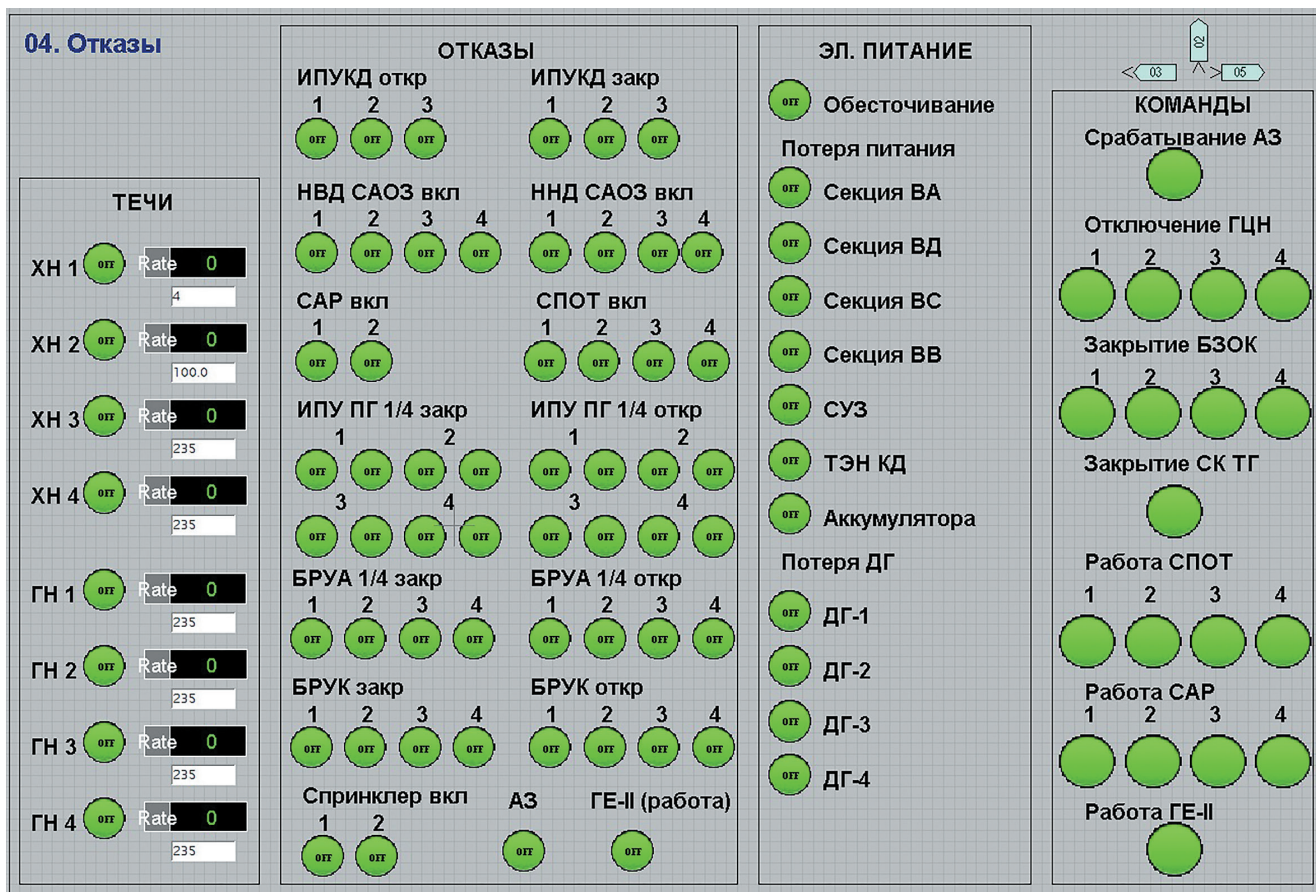 04. Отказы
ТЕЧИ
ХН 1 OFF Rate 0
4
ХН 2 OFF Rate 0
100.0
ХН 3 OFF Rate 0
235
ХН 4 OFF Rate 0
235
ГН 1 OFF Rate 0
235
ГН 2 OFF Rate 0
235
ГН 3 OFF Rate 0
235
ГН 4 OFF Rate 0
235
ОТКАЗЫ
ИПУКД откр ИПУКД закр
1 2 3 1 2 3
OFF OFF OFF OFF OFF OFF
НВД САОЗ вкл ННД САОЗ вкл
1 2 3 4 1 2 3 4
OFF OFF OFF OFF OFF OFF OFF OFF
САР вкл СПОТ вкл
1 2 1 2 3 4
OFF OFF OFF OFF OFF OFF
ИПУ ПГ 1/4 закр ИПУ ПГ 1/4 откр
1 2 1 2
OFF OFF OFF OFF OFF OFF OFF OFF
3 4 3 4
OFF OFF OFF OFF OFF OFF OFF OFF
БРУА 1/4 закр БРУА 1/4 откр
1 2 3 4 1 2 3 4
OFF OFF OFF OFF OFF OFF OFF OFF
БРУК закр БРУК откр
1 2 3 4 1 2 3 4
OFF OFF OFF OFF OFF OFF OFF OFF
Спринклер вкл АЗ ГЕ-II (работа)
1 2
OFF OFF OFF OFF
ЭЛ. ПИТАНИЕ
OFF Обесточивание
Потеря питания
OFF Секция ВА
OFF Секция ВД
OFF Секция ВС
OFF Секция ВВ
OFF СУЗ
OFF ТЭН КД
OFF Аккумулятора
Потеря ДГ
OFF ДГ-1
OFF ДГ-2
OFF ДГ-3
OFF ДГ-4
02
<< 03 >> 05
КОМАНДЫ
Срабатывание АЗ
Отключение ГЦН
1 2 3 4
Закрытие БЗОК
1 2 3 4
Закрытие СК ТГ
Работа СПОТ
1 2 3 4
Работа САР
1 2 3 4
Работа ГЕ-II